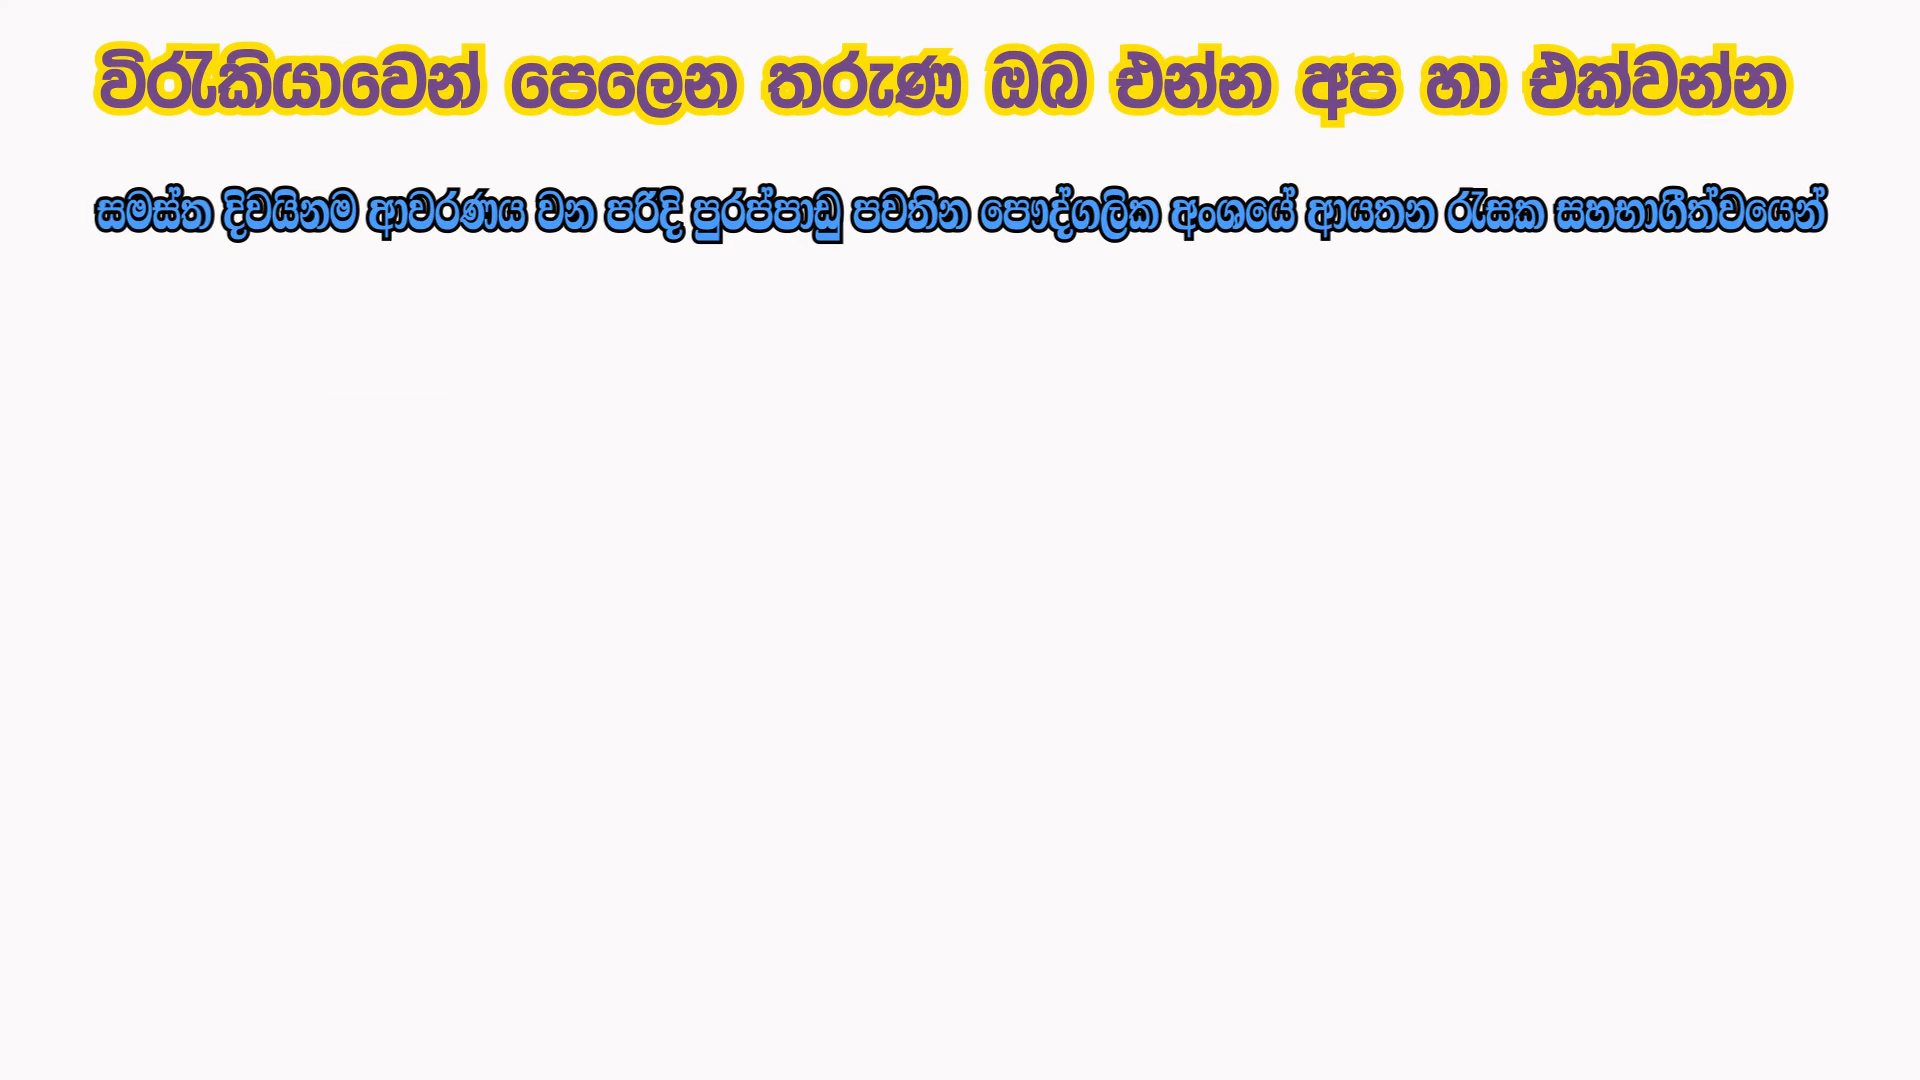 විරැකියාවෙන් පෙලෙන තරුණ ඔබ එන්න අප හා එක්වන්න
සමස්ත දිවයිනම ආවරණය වන පරිදි පුරප්පාඩු පවතින පෞද්ගලික අංශයේ ආයතන රැසක සහභාගීත්වයෙන්